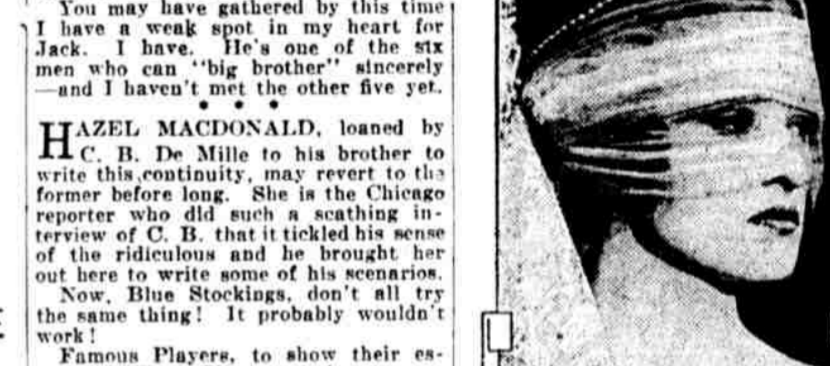 You may have gathered by this time
I have a weak spot in my heart for
Jack. I have. He's one of the six
men who can "big brother" sincerely
—and I haven't met the other five yet.
• • •
HAZEL MACDONALD, loaned by
C. B. De Mille to his brother to
write this continuity, may revert to the
former before long. She is the Chicago
reporter who did such a scathing in-
terview of C. B. that it tickled his sense
of the ridiculous and he brought her
out here to write some of his scenarios.
Now, Blue Stockings, don't all try
the same thing! It probably wouldn't
work!
Famous Players, to show their es-